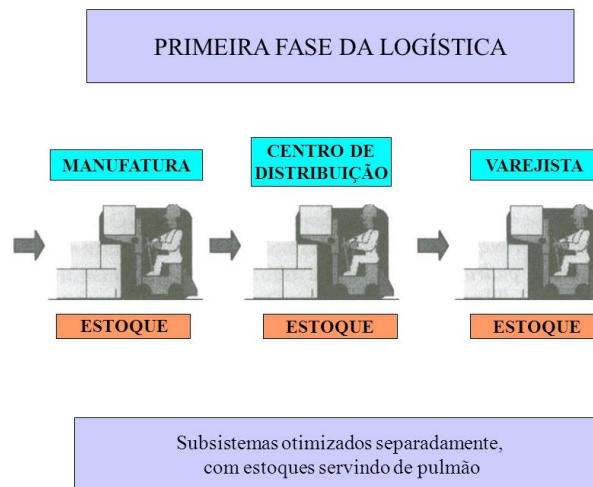 PRIMEIRA FASE DA LOGÍSTICA
MANUFATURA
CENTRO DE
DISTRIBUIÇÃO
VAREJISTA
ESTOQUE
ESTOQUE
ESTOQUE
Subsistemas otimizados separadamente,
com estoques servindo de pulmão